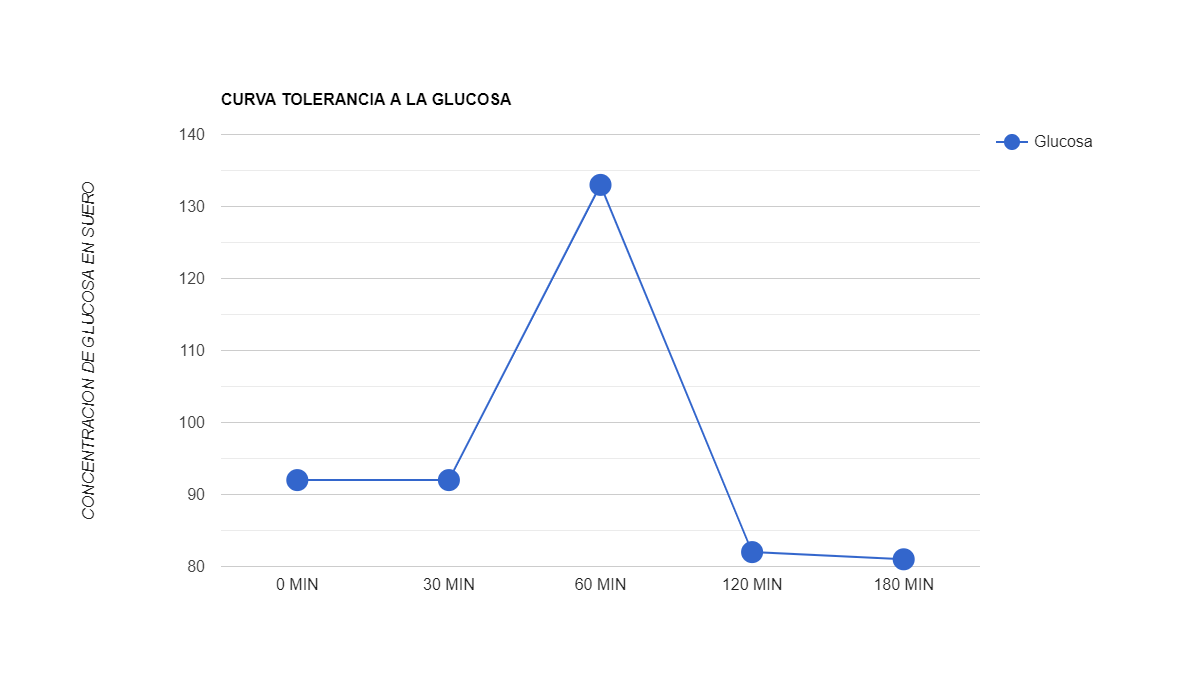 CURVA TOLERANCIA A LA GLUCOSA
Glucosa
CONCENTRACION DE GLUCOSA EN SUERO
140
130
120
110
100
90
80
0 MIN
30 MIN
60 MIN
120 MIN
180 MIN